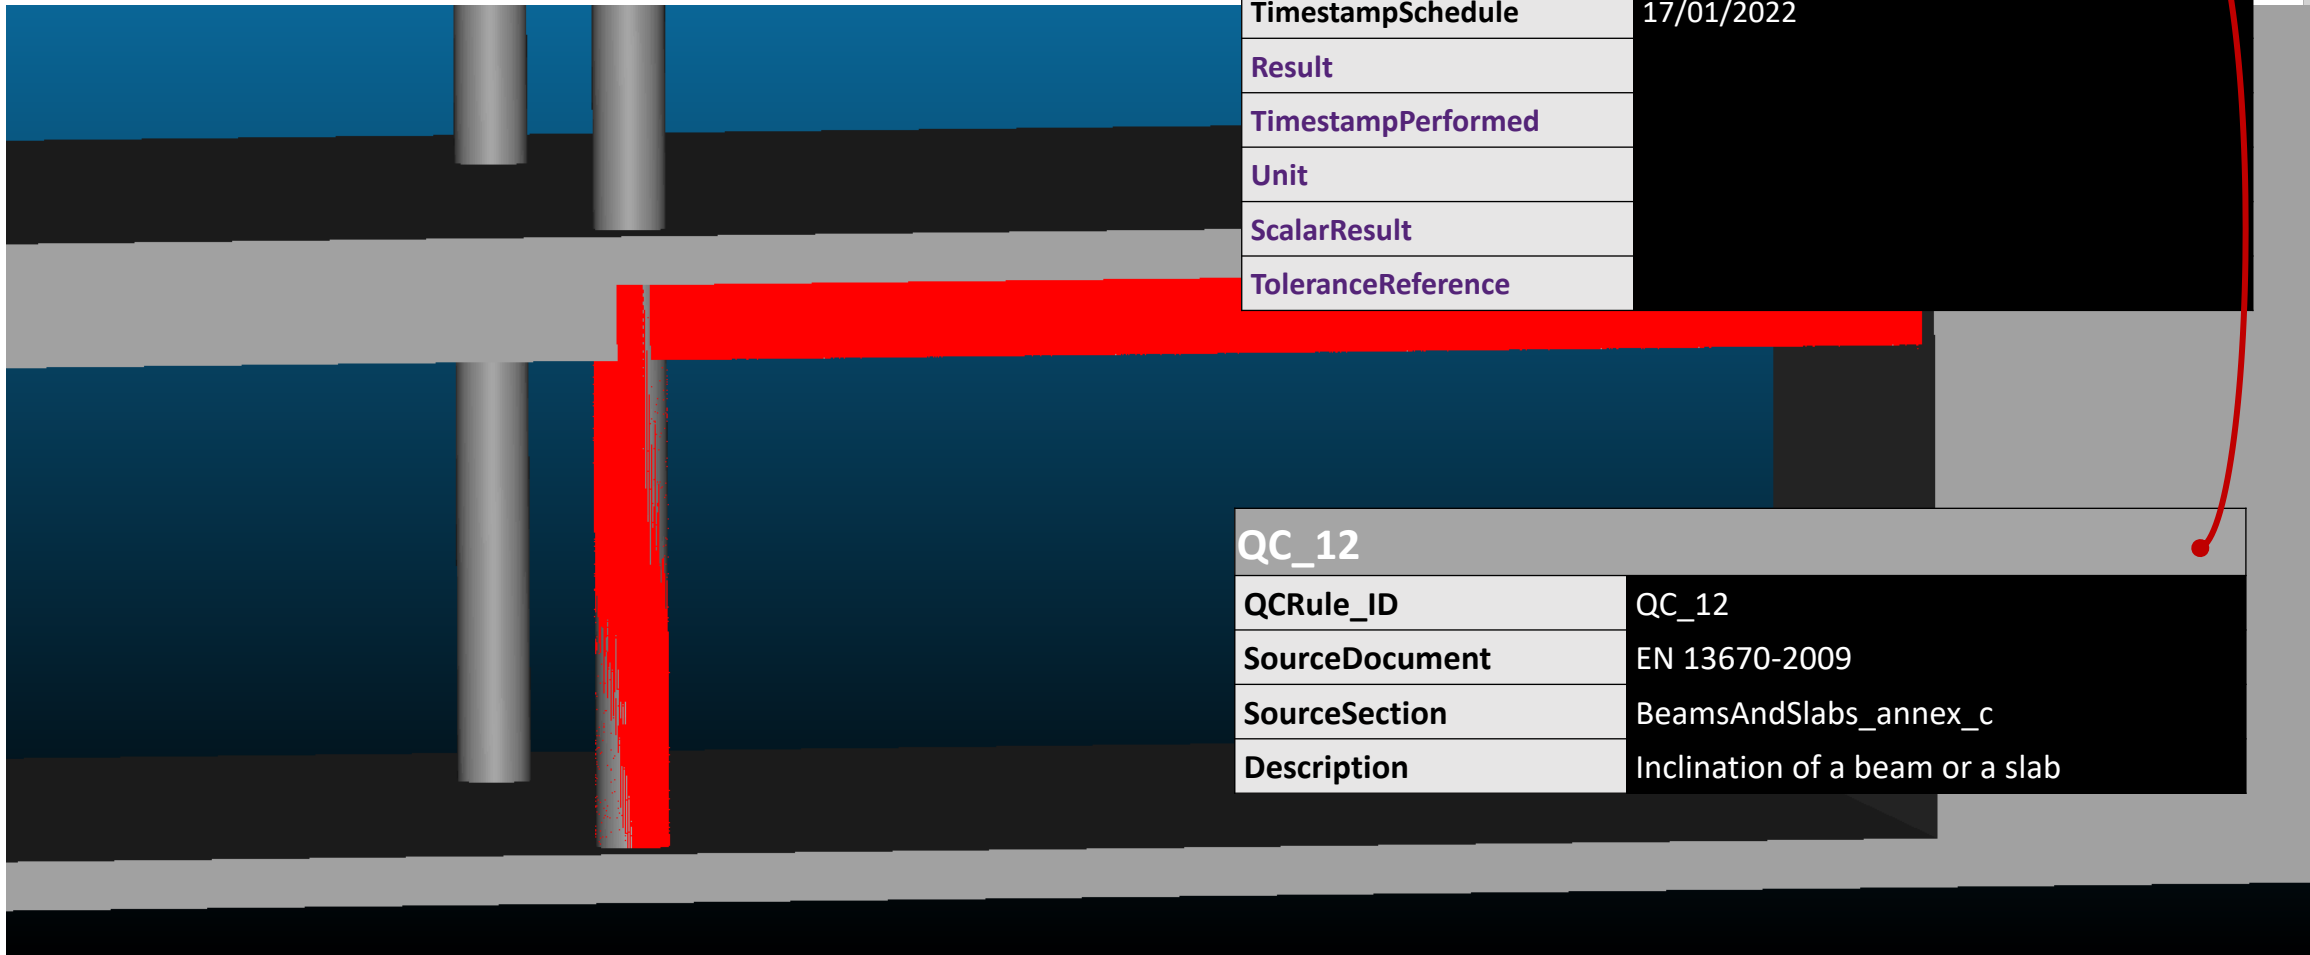 TimestampSchedule 17/01/2022
Result
TimestampPerformed
Unit
ScalarResult
ToleranceReference
QC_12
QCRule_ID QC_12
SourceDocument EN 13670-2009
SourceSection BeamsAndSlabs_annex_c
Description Inclination of a beam or a slab